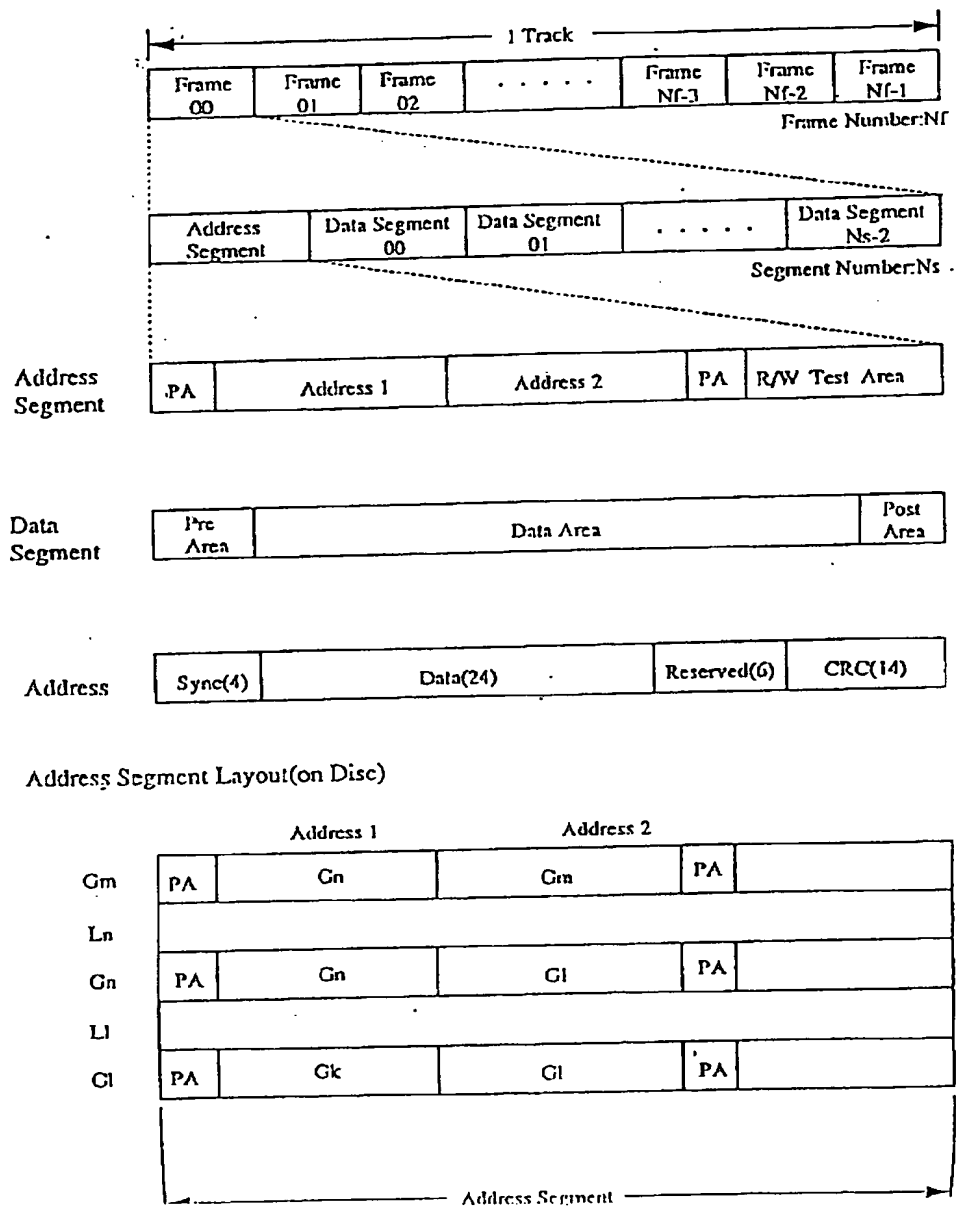 1 Track
Frame 00 Frame 01 Frame 02 . . . . . Frame Nf-3 Frame Nf-2 Frame Nf-1
Frame Number:Nf
Address Segment Data Segment 00 Data Segment 01 . . . . . Data Segment Ns-2
Segment Number:Ns
Address Segment PA Address 1 Address 2 PA R/W Test Area
Data Segment Pre Area Data Area Post Area
Address Sync(4) Data(24) Reserved(6) CRC(14)
Address Segment Layout(on Disc)
Address 1 Address 2
Gm PA Gn Gm PA
Ln
Gn PA Gn Gl PA
Ll
Gl PA Gk Gl PA
Address Segment